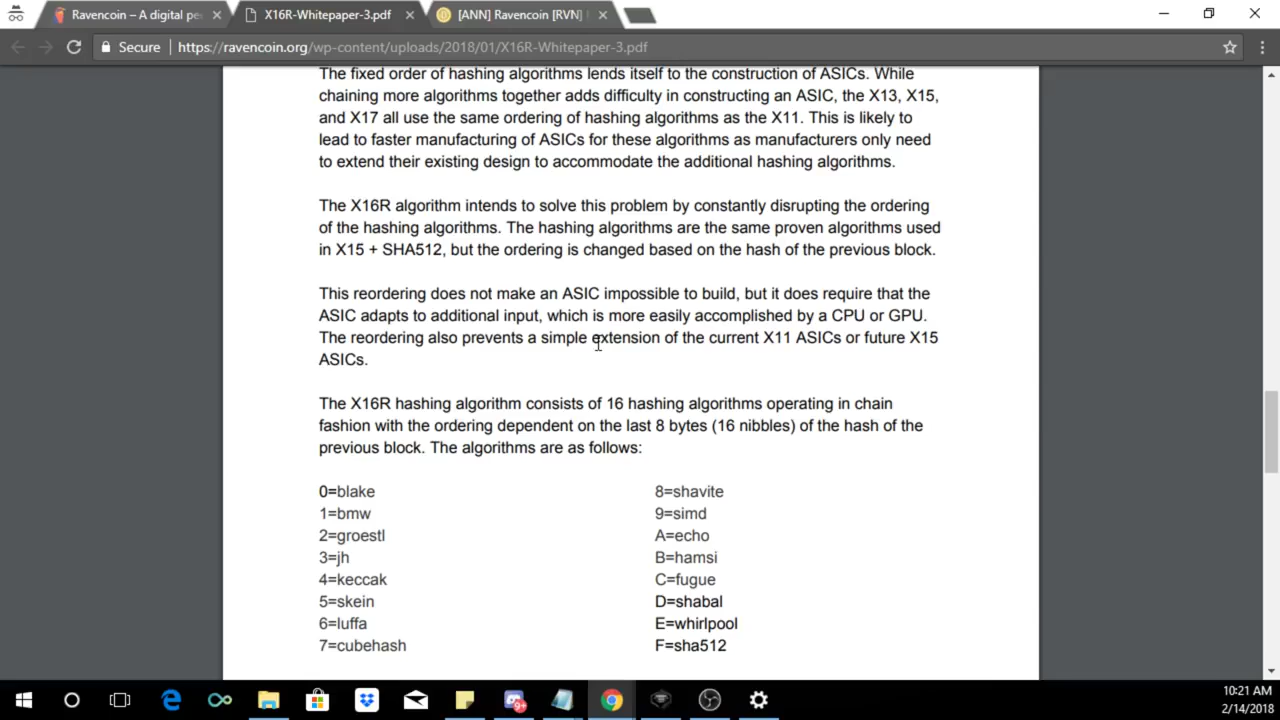 Ravencoin – A digital pe
X16R-Whitepaper-3.pdf
[ANN] Ravencoin [RVN]
Secure
https://ravencoin.org/wp-content/uploads/2018/01/X16R-Whitepaper-3.pdf
The fixed order of hashing algorithms lends itself to the construction of ASICs. While
chaining more algorithms together adds difficulty in constructing an ASIC, the X13, X15,
and X17 all use the same ordering of hashing algorithms as the X11. This is likely to
lead to faster manufacturing of ASICs for these algorithms as manufacturers only need
to extend their existing design to accommodate the additional hashing algorithms.
The X16R algorithm intends to solve this problem by constantly disrupting the ordering
of the hashing algorithms. The hashing algorithms are the same proven algorithms used
in X15 + SHA512, but the ordering is changed based on the hash of the previous block.
This reordering does not make an ASIC impossible to build, but it does require that the
ASIC adapts to additional input, which is more easily accomplished by a CPU or GPU.
The reordering also prevents a simple extension of the current X11 ASICs or future X15
ASICs.
The X16R hashing algorithm consists of 16 hashing algorithms operating in chain
fashion with the ordering dependent on the last 8 bytes (16 nibbles) of the hash of the
previous block. The algorithms are as follows:
0=blake
1=bmw
2=groestl
3=jh
4=keccak
5=skein
6=luffa
7=cubehash
8=shavite
9=simd
A=echo
B=hamsi
C=fugue
D=shabal
E=whirlpool
F=sha512
10:21 AM
2/14/2018